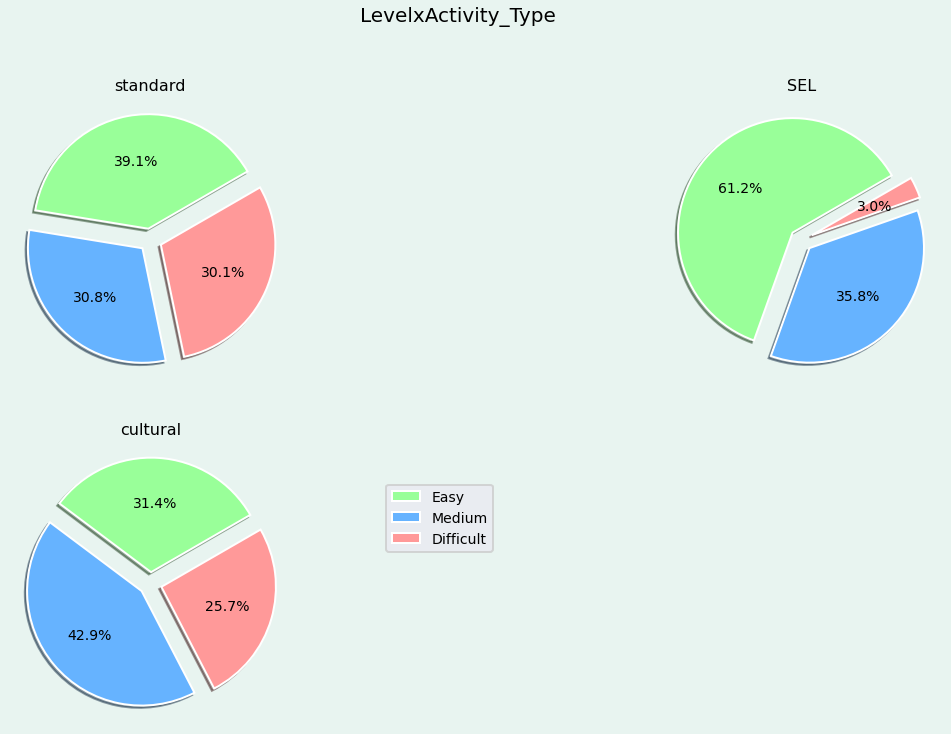 LevelxActivity_Type
standard
39.1%
30.8%
30.1%
SEL
61.2%
3.0%
35.8%
cultural
31.4%
42.9%
25.7%
Easy
Medium
Difficult